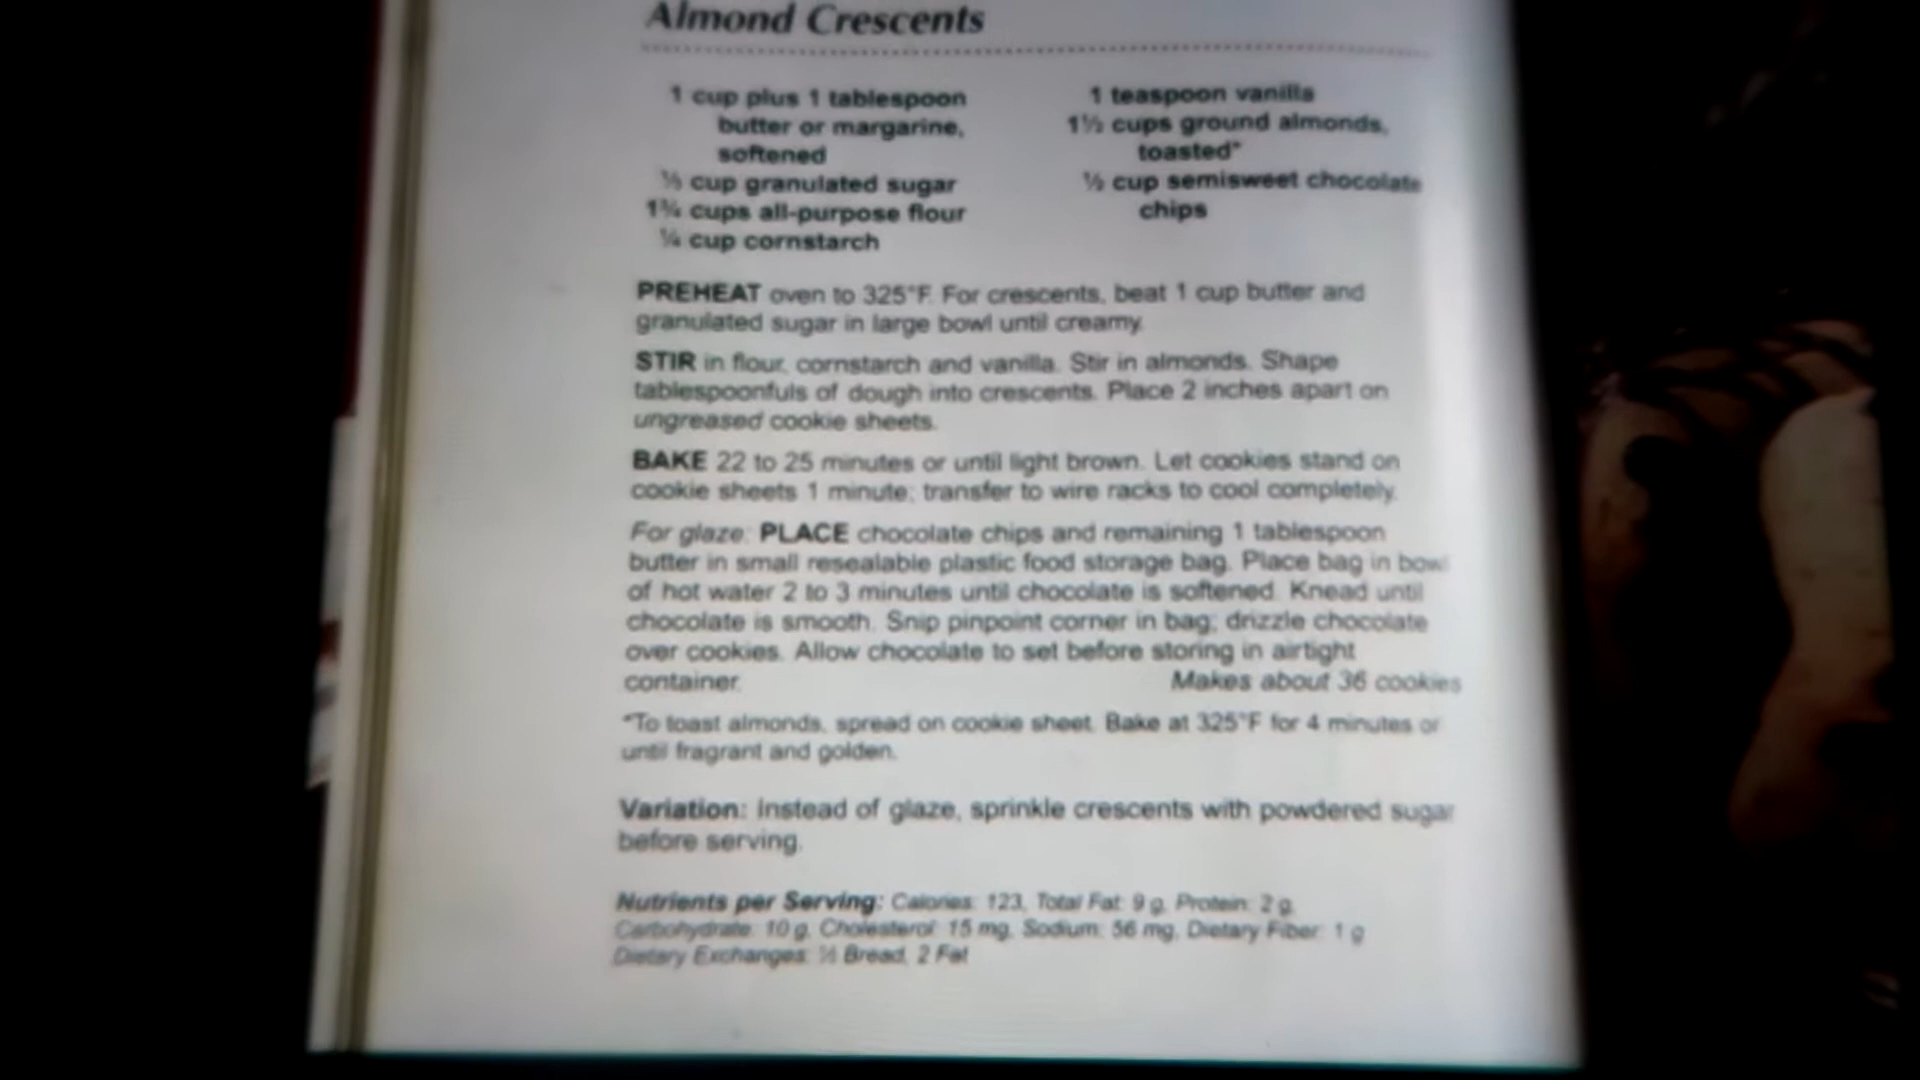 Almond Crescents
1 cup plus 1 tablespoon
butter or margarine,
softened
⅓ cup granulated sugar
1¾ cups all-purpose flour
¼ cup cornstarch
1 teaspoon vanilla
1½ cups ground almonds,
toasted*
½ cup semisweet chocolate
chips
PREHEAT oven to 325°F. For crescents, beat 1 cup butter and
granulated sugar in large bowl until creamy.
STIR in flour, cornstarch and vanilla. Stir in almonds. Shape
tablespoonfuls of dough into crescents. Place 2 inches apart on
ungreased cookie sheets.
BAKE 22 to 25 minutes or until light brown. Let cookies stand on
cookie sheets 1 minute; transfer to wire racks to cool completely.
For glaze: PLACE chocolate chips and remaining 1 tablespoon
butter in small resealable plastic food storage bag. Place bag in bowl
of hot water 2 to 3 minutes until chocolate is softened. Knead until
chocolate is smooth. Snip pinpoint corner in bag; drizzle chocolate
over cookies. Allow chocolate to set before storing in airtight
container.
Makes about 36 cookies
*To toast almonds, spread on cookie sheet. Bake at 325°F for 4 minutes or
until fragrant and golden.
Variation: Instead of glaze, sprinkle crescents with powdered sugar
before serving.
Nutrients per Serving: Calories: 123, Total Fat: 9 g, Protein: 2 g,
Carbohydrate: 10 g, Cholesterol: 15 mg, Sodium: 56 mg, Dietary Fiber: 1 g
Dietary Exchanges: ½ Bread, 2 Fat